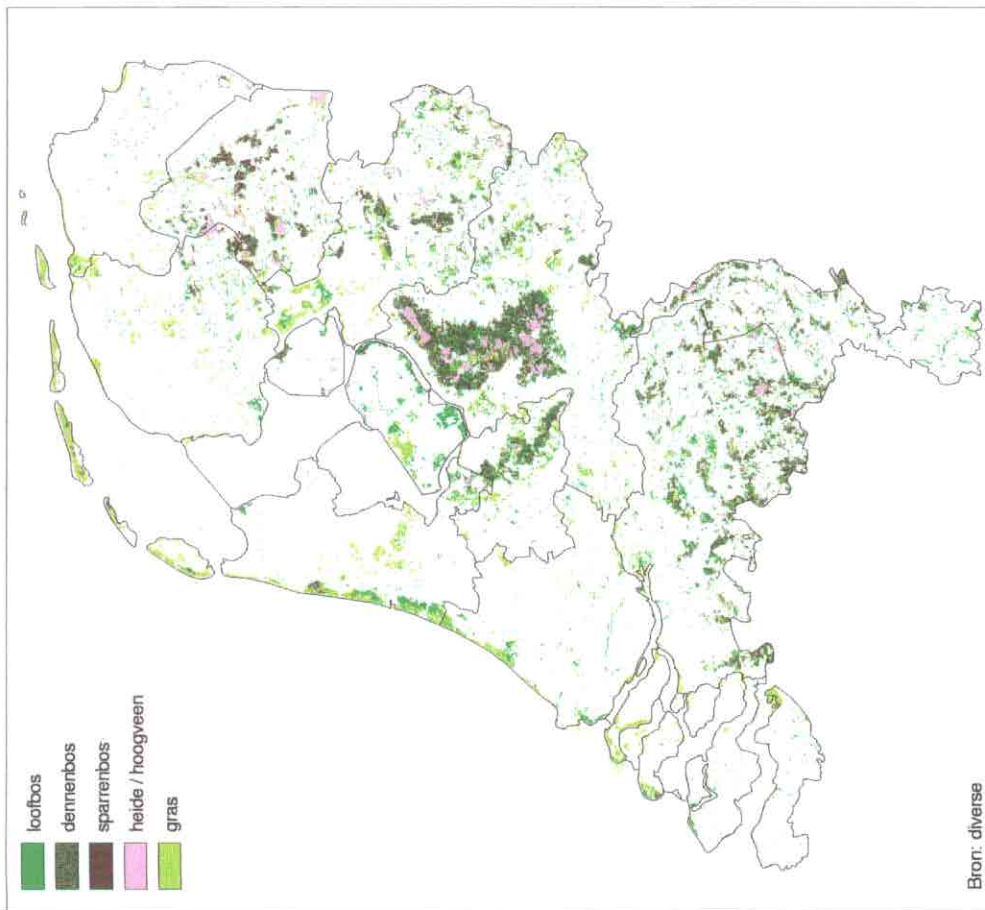 loofbos
dennenbos
sparrenbos
heide / hoogveen
gras
Bron: diverse